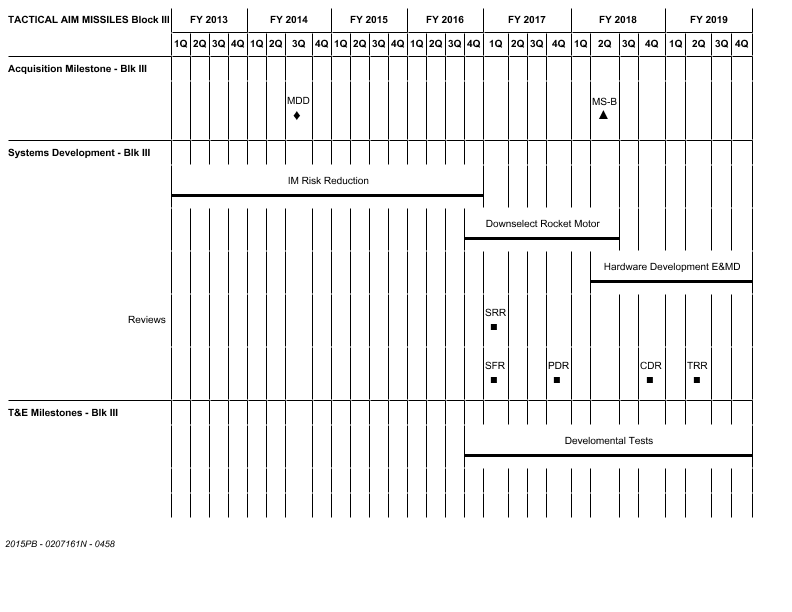 TACTICAL AIM MISSILES Block III FY 2013 FY 2014 FY 2015 FY 2016 FY 2017 FY 2018 FY 2019
1Q 2Q 3Q 4Q 1Q 2Q 3Q 4Q 1Q 2Q 3Q 4Q 1Q 2Q 3Q 4Q 1Q 2Q 3Q 4Q 1Q 2Q 3Q 4Q 1Q 2Q 3Q 4Q
Acquisition Milestone - Blk III
MDD MS-B
Systems Development - Blk III
IM Risk Reduction
Downselect Rocket Motor
Hardware Development E&MD
SRR
Reviews
SFR PDR CDR TRR
T&E Milestones - Blk III
Develomental Tests
2015PB - 0207161N - 0458